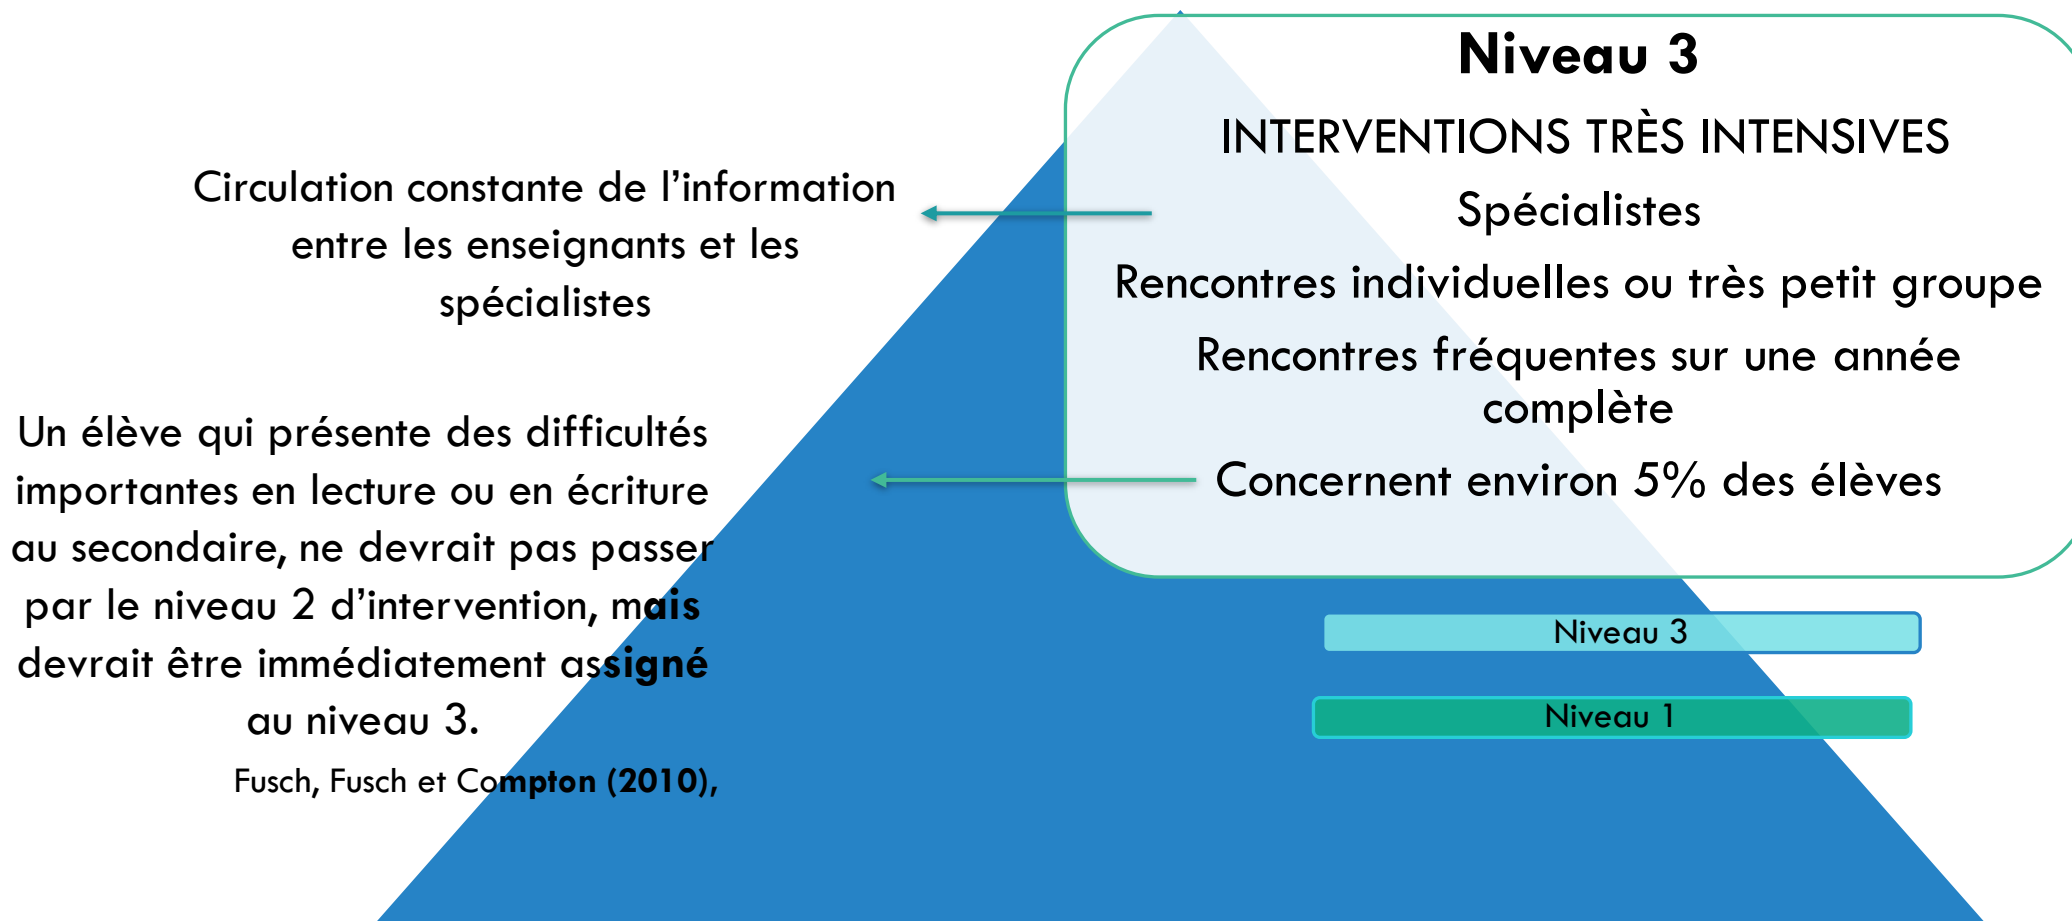 Niveau 3
INTERVENTIONS TRÈS INTENSIVES
Spécialistes
Rencontres individuelles ou très petit groupe
Rencontres fréquentes sur une année
complète
Concernent environ 5% des élèves
Circulation constante de l’information
entre les enseignants et les
spécialistes
Un élève qui présente des difficultés
importantes en lecture ou en écriture
au secondaire, ne devrait pas passer
par le niveau 2 d’intervention, mais
devrait être immédiatement assigné
au niveau 3.
Fusch, Fusch et Compton (2010),
Niveau 3
Niveau 1